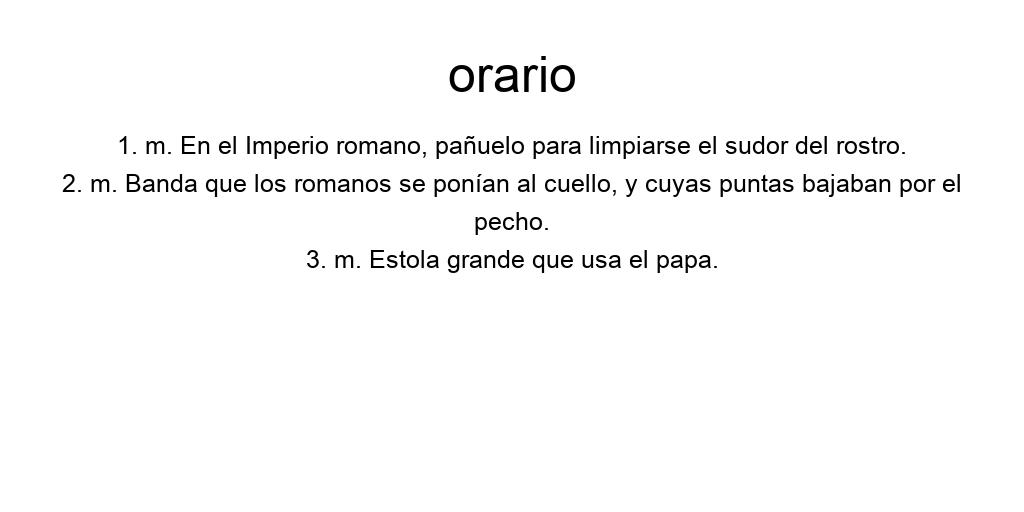 orario
1. m. En el Imperio romano, pañuelo para limpiarse el sudor del rostro.
2. m. Banda que los romanos se ponían al cuello, y cuyas puntas bajaban por el
pecho.
3. m. Estola grande que usa el papa.